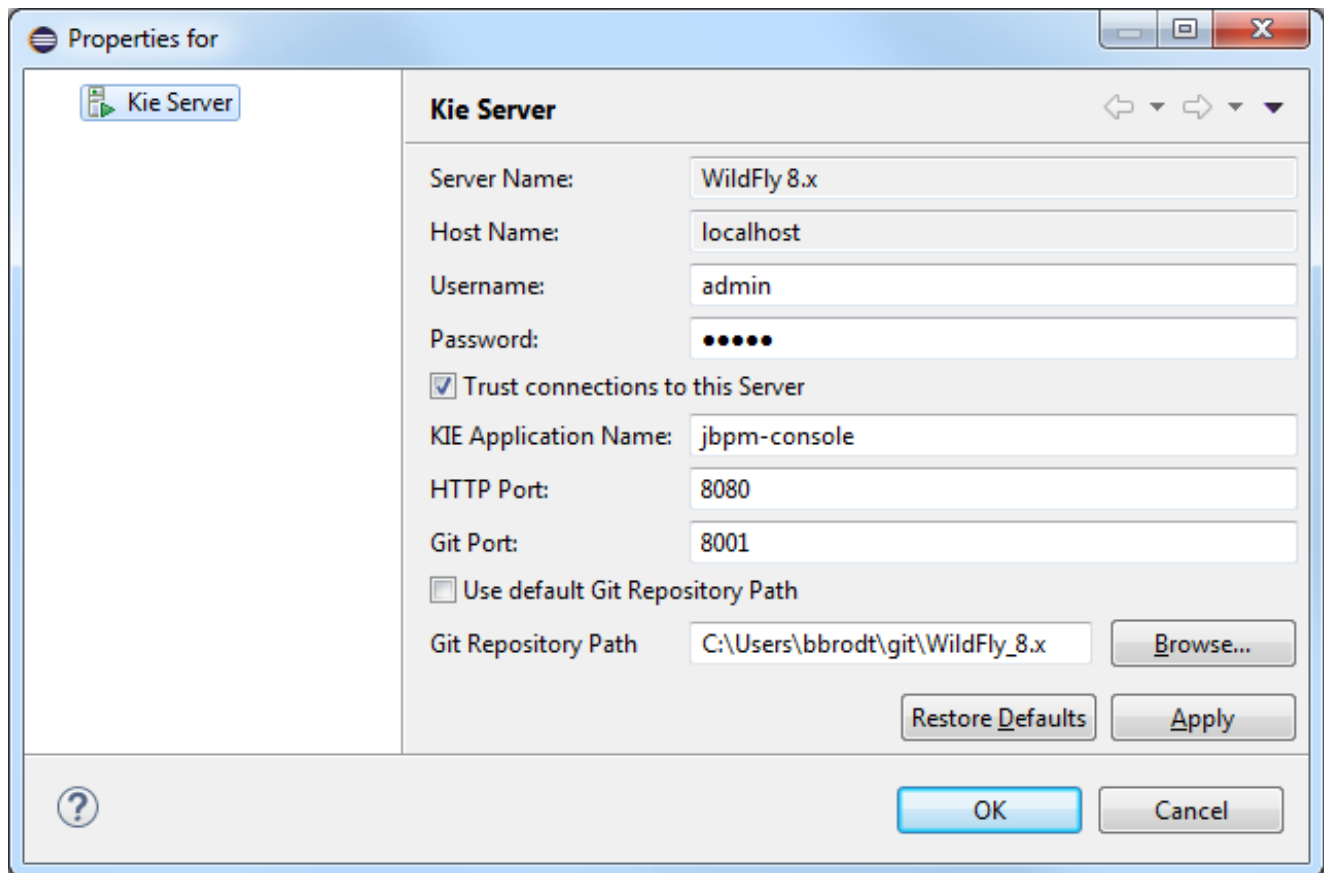 Properties for
Kie Server
Kie Server
Server Name: WildFly 8.x
Host Name: localhost
Username: admin
Password: •••••
Trust connections to this Server
KIE Application Name: jbpm-console
HTTP Port: 8080
Git Port: 8001
Use default Git Repository Path
Git Repository Path C:\Users\bbrodt\git\WildFly_8.x Browse...
Restore Defaults Apply
? OK Cancel